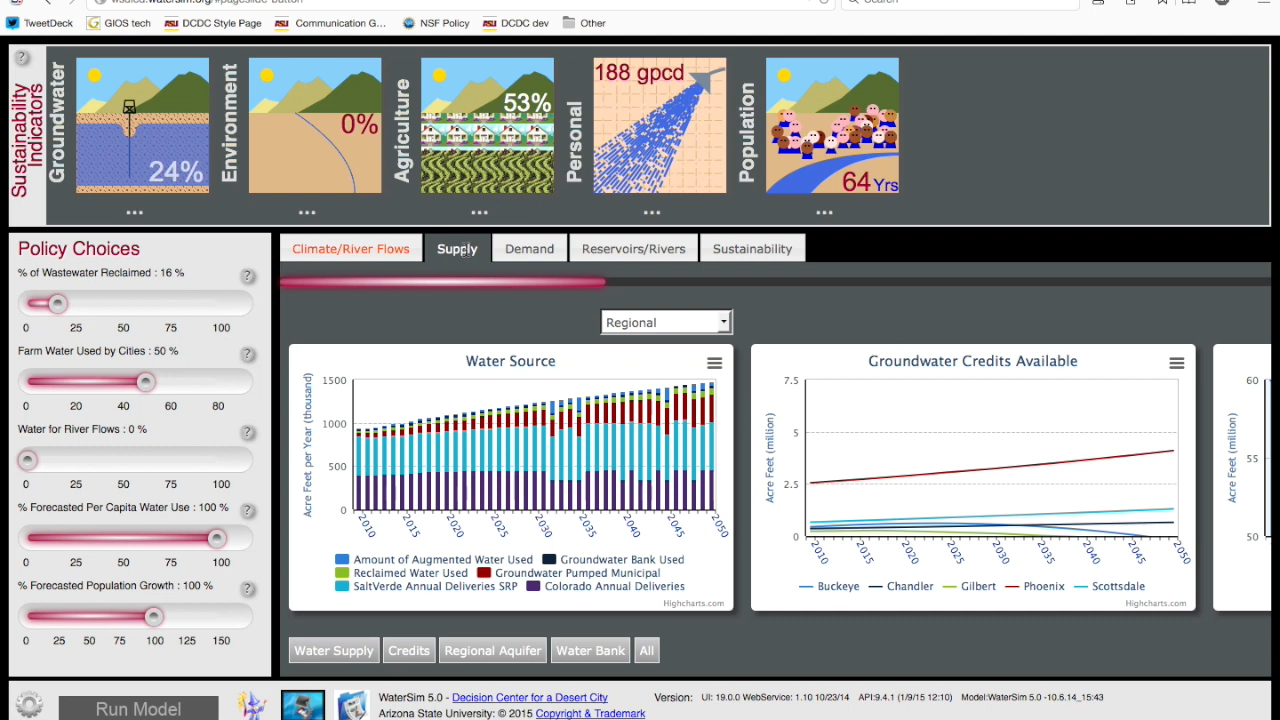 wsuied.watersim.org/#pageslide-button
Search
TweetDeck GIOS tech DCDC Style Page Communication G... NSF Policy DCDC dev Other
?
Sustainability
Indicators
Groundwater
24%
...
Environment
0%
...
Agriculture
53%
...
Personal
188 gpcd
...
Population
64 Yrs
...
Policy Choices
% of Wastewater Reclaimed : 16 %
?
0 25 50 75 100
Farm Water Used by Cities : 50 %
?
0 20 40 60 80
Water for River Flows : 0 %
?
0 25 50 75 100
% Forecasted Per Capita Water Use : 100 %
?
0 25 50 75 100
% Forecasted Population Growth : 100 %
?
0 25 50 75 100 125 150
Climate/River Flows Supply Demand Reservoirs/Rivers Sustainability
Regional
Water Source
Acre Feet per Year (thousand)
1500
1000
500
0
2010 2015 2020 2025 2030 2035 2040 2045 2050
Amount of Augmented Water Used Groundwater Bank Used
Reclaimed Water Used Groundwater Pumped Municipal
SaltVerde Annual Deliveries SRP Colorado Annual Deliveries
Highcharts.com
Groundwater Credits Available
Acre Feet (million)
7.5
5
2.5
0
2010 2015 2020 2025 2030 2035 2040 2045 2050
Buckeye Chandler Gilbert Phoenix Scottsdale
Highcharts.com
Acre Feet (million)
60
55
50
Water Supply Credits Regional Aquifer Water Bank All
Run Model
WaterSim 5.0 - Decision Center for a Desert City
Arizona State University: © 2015 Copyright & Trademark
Version: UI: 19.0.0 WebService: 1.10 10/23/14 API:9.4.1 (1/9/15 12:10) Model:WaterSim 5.0 -10.6.14_15:43